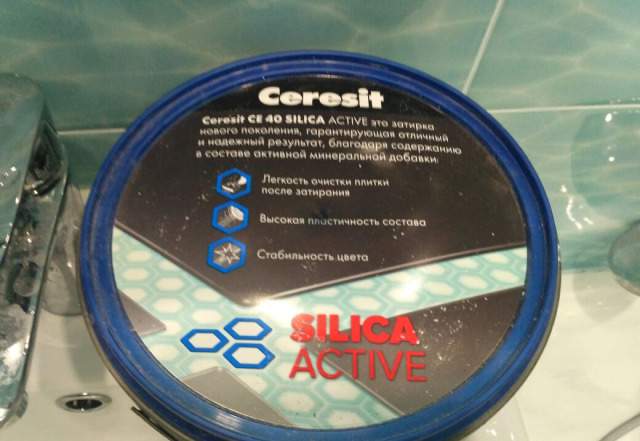 Ceresit
Ceresit CE 40 SILICA ACTIVE это затирка
нового поколения, гарантирующая отличный
и надежный результат, благодаря содержанию
в составе активной минеральной добавки:
Легкость очистки плитки
после затирания
Высокая пластичность состава
Стабильность цвета
SILICA
ACTIVE